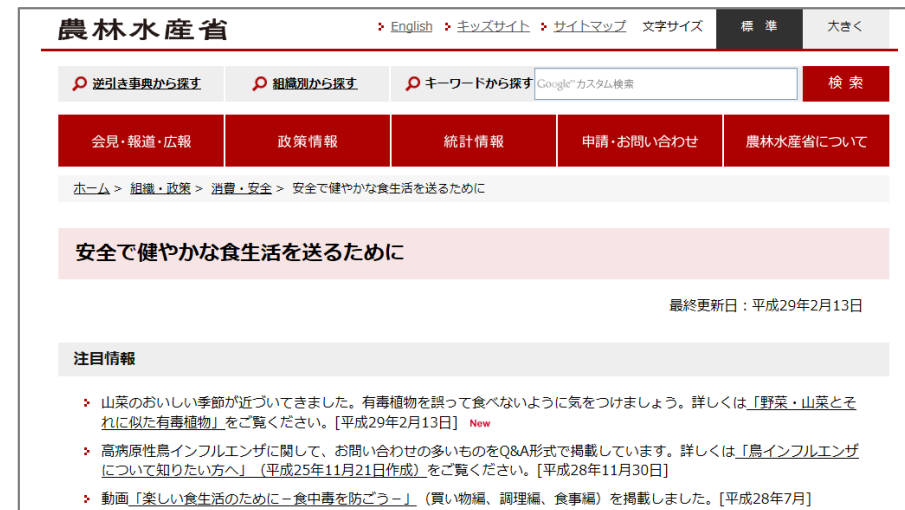 農林水産省
English キッズサイト サイトマップ 文字サイズ 標準 大きく
逆引き事典から探す 組織別から探す キーワードから探す Google™ カスタム検索 検索
会見・報道・広報 政策情報 統計情報 申請・お問い合わせ 農林水産省について
ホーム > 組織・政策 > 消費・安全 > 安全で健やかな食生活を送るために
安全で健やかな食生活を送るために
最終更新日：平成29年2月13日
注目情報
山菜のおいしい季節が近づいてきました。有毒植物を誤って食べないように気をつけましょう。詳しくは「野菜・山菜とそ
れに似た有毒植物」をご覧ください。[平成29年2月13日] New
高病原性鳥インフルエンザに関して、お問い合わせの多いものをQ&A形式で掲載しています。詳しくは「鳥インフルエンザ
について知りたい方へ」（平成25年11月21日作成）をご覧ください。[平成28年11月30日]
動画「楽しい食生活のために－食中毒を防ごう－」（買い物編、調理編、食事編）を掲載しました。[平成28年7月]